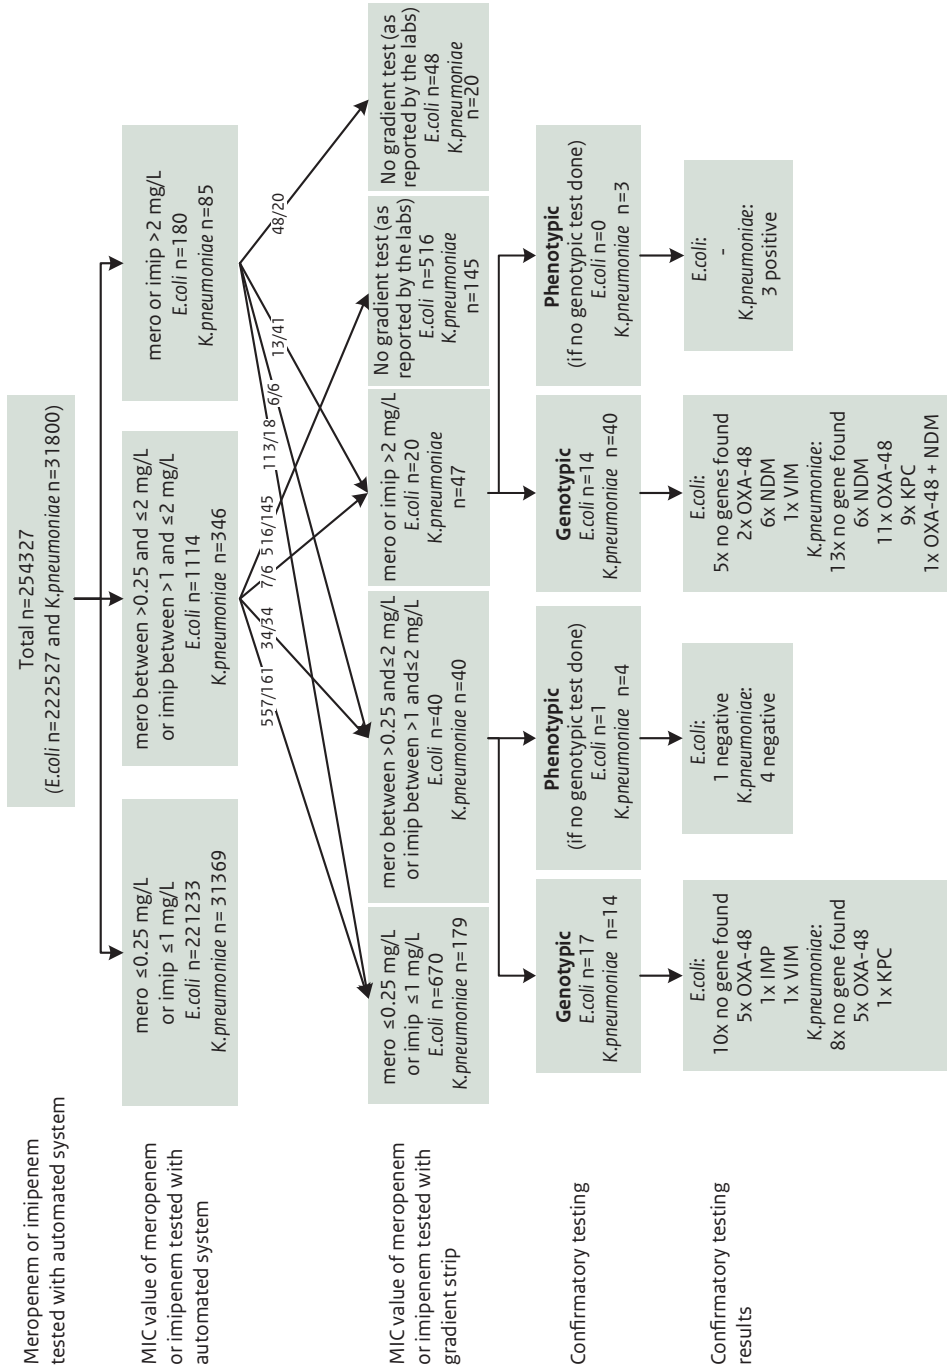 Meropenem or imipenem
tested with automated system
Total n=254327
(E.coli n=222527 and K.pneumoniae n=31800)
MIC value of meropenem
or imipenem tested with
automated system
mero ≤0.25 mg/L
or imip ≤1 mg/L
E.coli n=221233
K.pneumoniae n= 31369
mero between >0.25 and ≤2 mg/L
or imip between >1 and ≤2 mg/L
E.coli n=1114
K.pneumoniae n=346
mero or imip >2 mg/L
E.coli n=180
K.pneumoniae n=85
557/161
34/34
7/6
516/145
113/18
6/6
13/41
48/20
MIC value of meropenem
or imipenem tested with
gradient strip
mero ≤0.25 mg/L
or imip ≤1 mg/L
E.coli n=670
K.pneumoniae n=179
mero between >0.25 and≤2 mg/L
or imip between >1 and≤2 mg/L
E.coli n=40
K.pneumoniae n=40
mero or imip >2 mg/L
E.coli n=20
K.pneumoniae
n=47
No gradient test (as
reported by the labs)
E.coli n=516
K.pneumoniae
n=145
No gradient test (as
reported by the labs)
E.coli n=48
K.pneumoniae
n=20
Confirmatory testing
Genotypic
E.coli n=17
K.pneumoniae n=14
Phenotypic
(if no genotypic test done)
E.coli n=1
K.pneumoniae n=4
Genotypic
E.coli n=14
K.pneumoniae n=40
Phenotypic
(if no genotypic test done)
E.coli n=0
K.pneumoniae n=3
Confirmatory testing
results
E.coli:
10x no gene found
5x OXA-48
1x IMP
1x VIM
K.pneumoniae:
8x no gene found
5x OXA-48
1x KPC
E.coli:
1 negative
K.pneumoniae:
4 negative
E.coli:
5x no genes found
2x OXA-48
6x NDM
1x VIM
K.pneumoniae:
13x no gene found
6x NDM
11x OXA-48
9x KPC
1x OXA-48 + NDM
E.coli:
-
K.pneumoniae:
3 positive